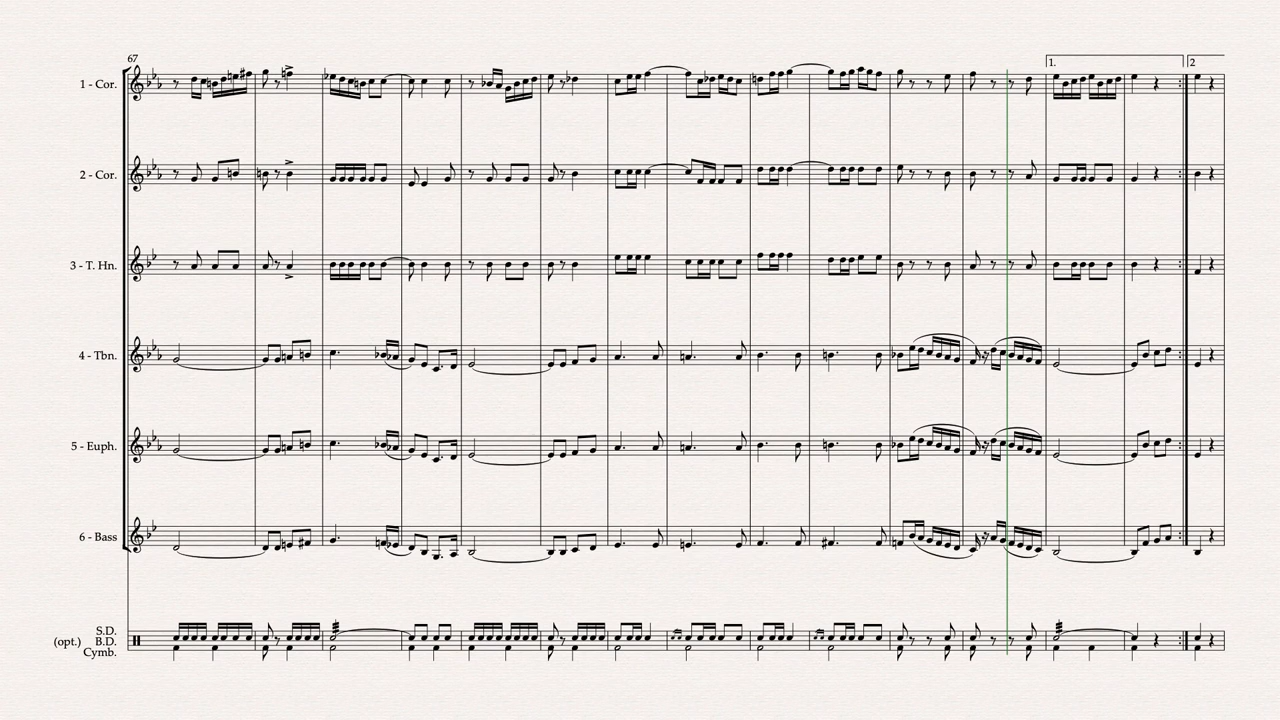 67
1.
2
1 - Cor.
2 - Cor.
3 - T. Hn.
4 - Tbn.
5 - Euph.
6 - Bass
S.D.
(opt.) B.D.
Cymb.